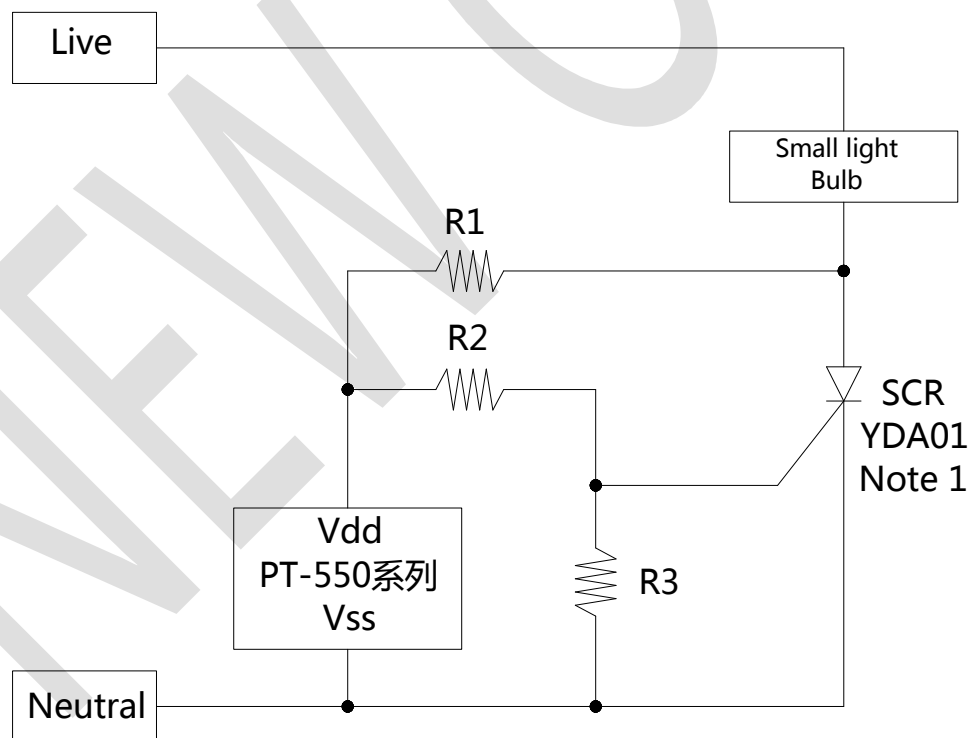 Live
Small light
Bulb
R1
R2
SCR
YDA01
Note 1
Vdd
PT-550系列
Vss
R3
Neutral